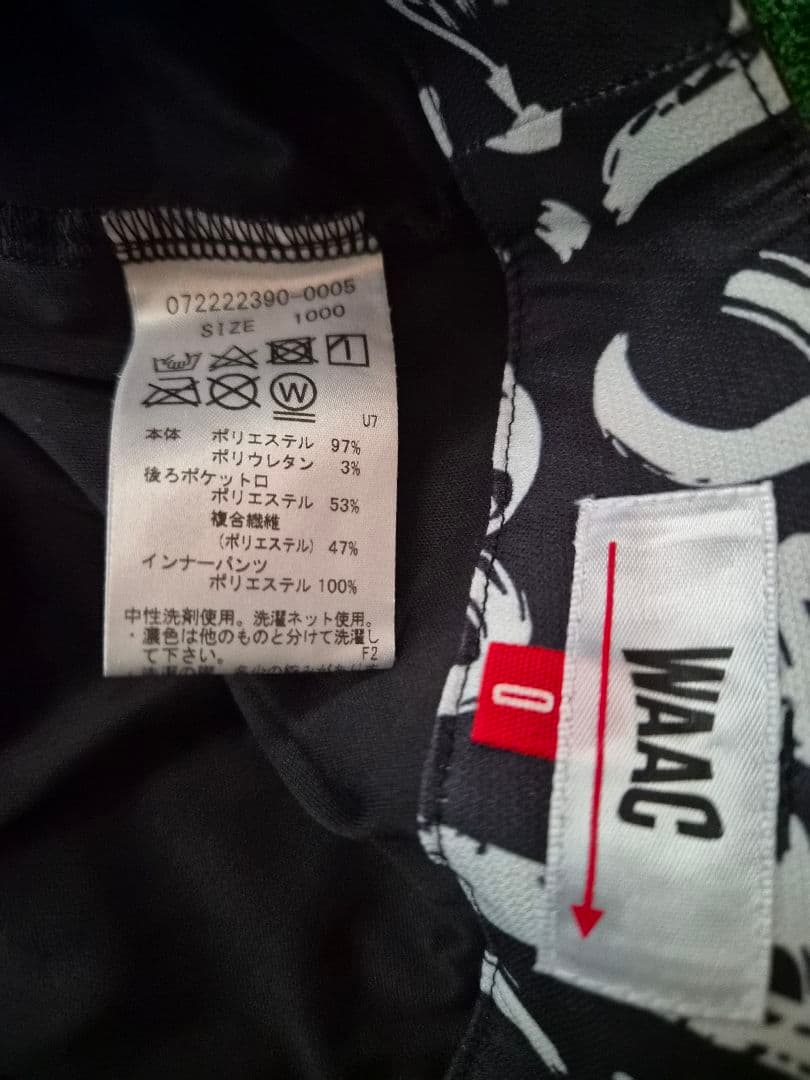 072222390-0005
SIZE 1000
W
U7
本体 ポリエステル 97%
ポリウレタン 3%
後ろポケット口
ポリエステル 53%
複合繊維
(ポリエステル) 47%
インナーパンツ
ポリエステル 100%
中性洗剤使用。洗濯ネット使用。
・濃色は他のものと分けて洗濯し
て下さい。 F2
0
WAAC